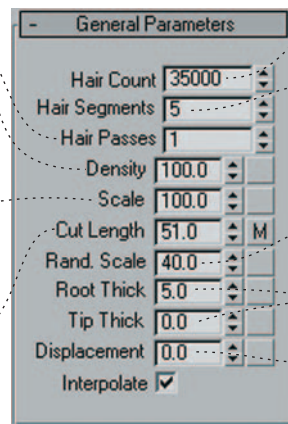 - General Parameters
Hair Count 35000
Hair Segments 5
Hair Passes 1
Density 100.0
Scale 100.0
Cut Length 51.0 M
Rand. Scale 40.0
Root Thick 5.0
Tip Thick 0.0
Displacement 0.0
Interpolate